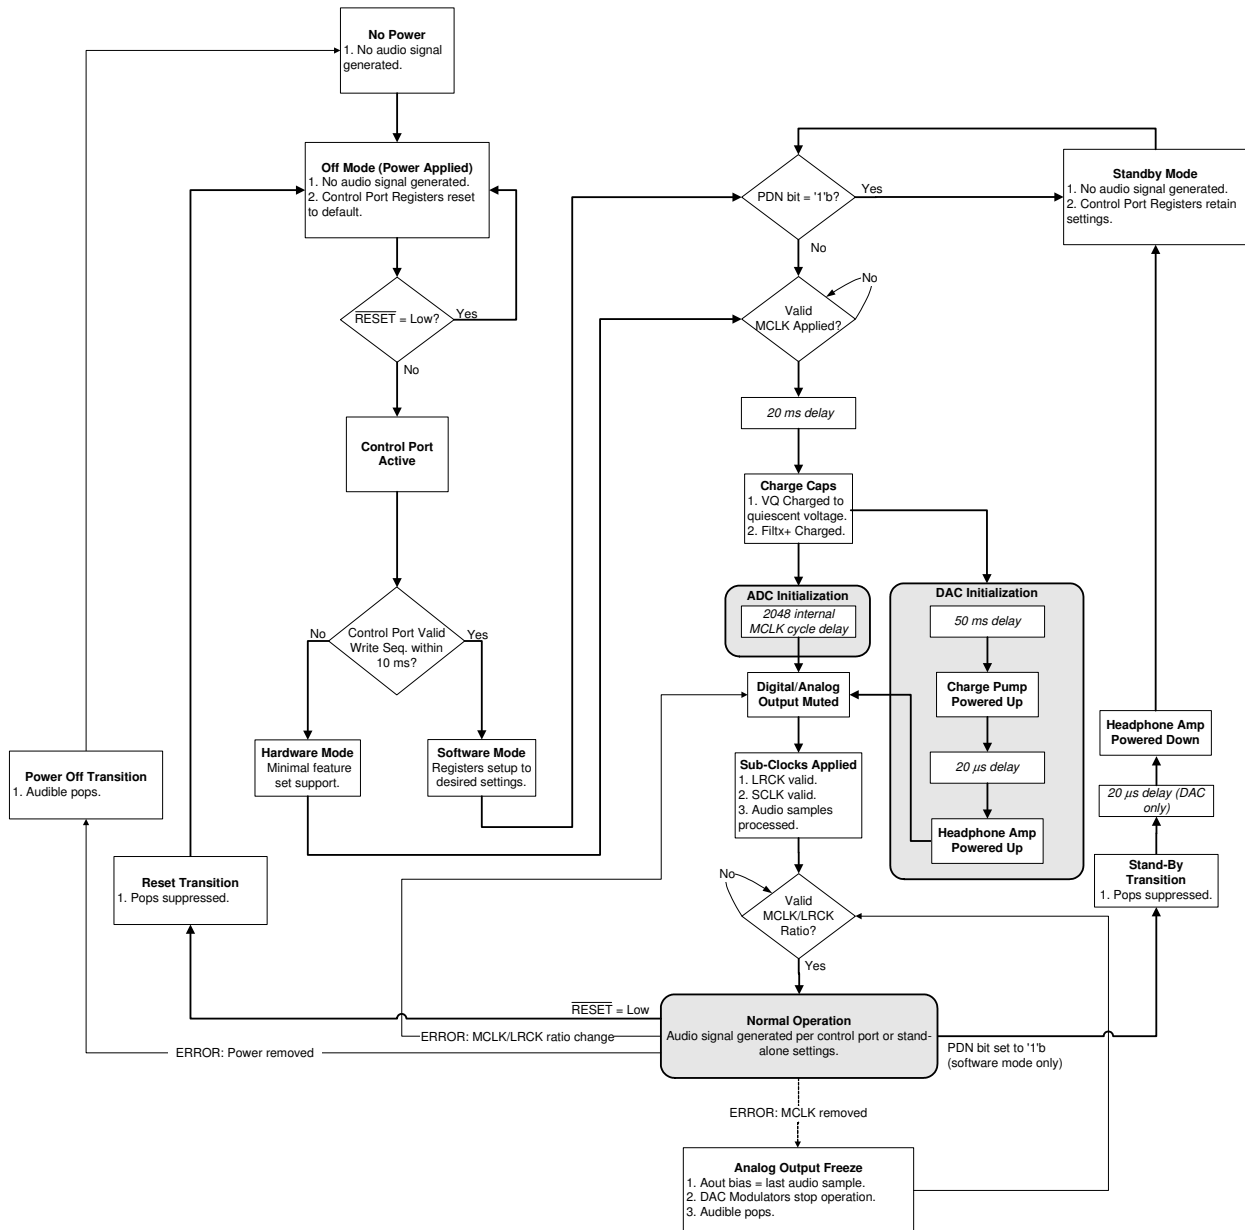 No Power
1. No audio signal
generated.
Off Mode (Power Applied)
1. No audio signal generated.
2. Control Port Registers reset
to default.
RESET = Low?
Yes
No
Control Port
Active
Control Port Valid
Write Seq. within
10 ms?
No
Yes
Hardware Mode
Minimal feature
set support.
Software Mode
Registers setup to
desired settings.
Power Off Transition
1. Audible pops.
Reset Transition
1. Pops suppressed.
PDN bit = '1'b?
Yes
No
Standby Mode
1. No audio signal generated.
2. Control Port Registers retain
settings.
Valid
MCLK Applied?
No
20 ms delay
Charge Caps
1. VQ Charged to
quiescent voltage.
2. Filtx+ Charged.
ADC Initialization
2048 internal
MCLK cycle delay
DAC Initialization
50 ms delay
Charge Pump
Powered Up
20 µs delay
Headphone Amp
Powered Up
Digital/Analog
Output Muted
Sub-Clocks Applied
1. LRCK valid.
2. SCLK valid.
3. Audio samples
processed.
No
Valid
MCLK/LRCK
Ratio?
Yes
Headphone Amp
Powered Down
20 µs delay (DAC
only)
Stand-By
Transition
1. Pops suppressed.
RESET = Low
ERROR: MCLK/LRCK ratio change
ERROR: Power removed
Normal Operation
Audio signal generated per control port or stand-
alone settings.
PDN bit set to '1'b
(software mode only)
ERROR: MCLK removed
Analog Output Freeze
1. Aout bias = last audio sample.
2. DAC Modulators stop operation.
3. Audible pops.